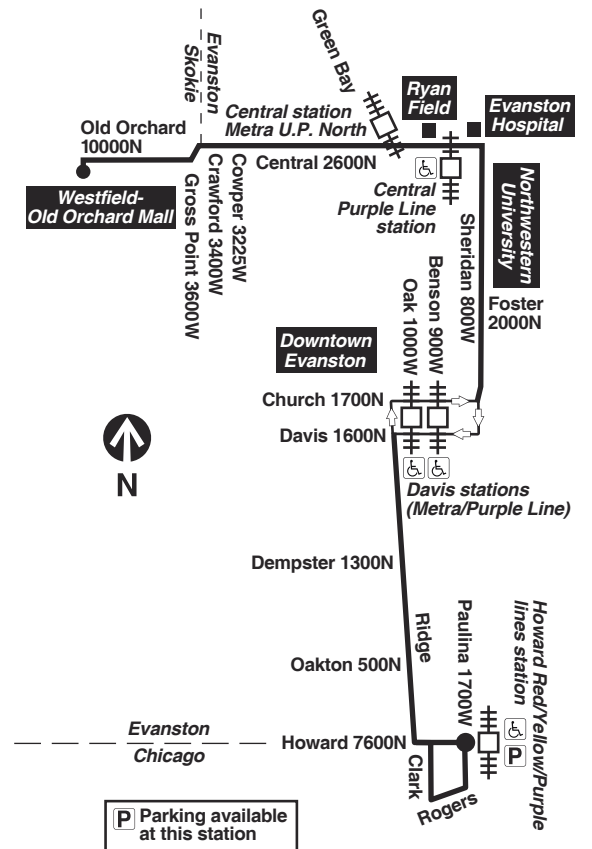 Evanston
Skokie
Green Bay
Ryan
Field
Evanston
Hospital
Central station
Metra U.P. North
Old Orchard
10000N
Central 2600N
Westfield-
Old Orchard Mall
Central
Purple Line
station
Cowper 3225W
Crawford 3400W
Gross Point 3600W
Northwestern
University
Sheridan 800W
Benson 900W
Oak 1000W
Foster
2000N
Downtown
Evanston
Church 1700N
Davis 1600N
N
Davis stations
(Metra/Purple Line)
Dempster 1300N
Ridge
Paulina 1700W
Howard Red/Yellow/Purple
lines station
Oakton 500N
Evanston
Chicago
Howard 7600N
P
Clark
Rogers
P Parking available
at this station